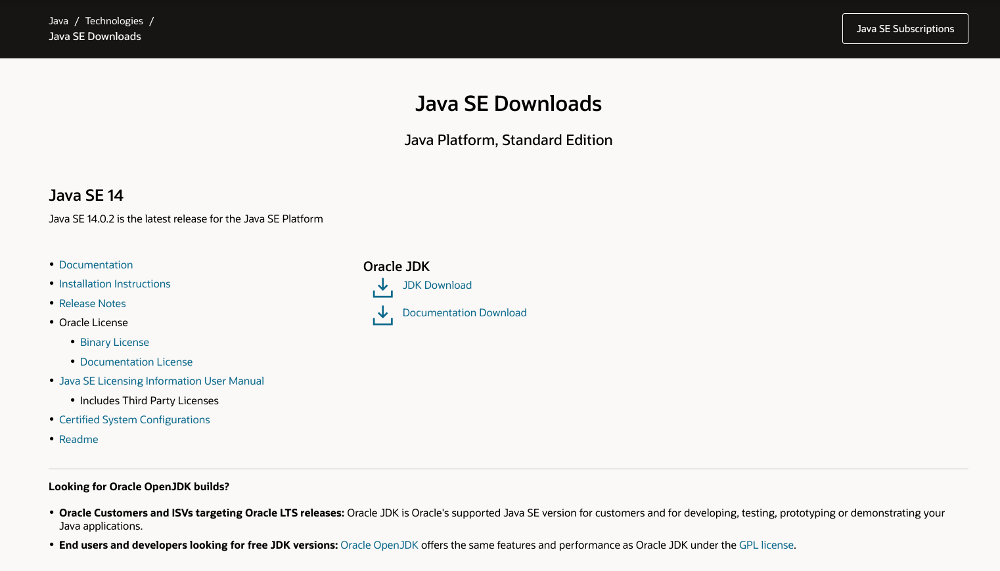 Java / Technologies /
Java SE Downloads
Java SE Subscriptions
Java SE Downloads
Java Platform, Standard Edition
Java SE 14
Java SE 14.0.2 is the latest release for the Java SE Platform
• Documentation
• Installation Instructions
• Release Notes
• Oracle License
• Binary License
• Documentation License
• Java SE Licensing Information User Manual
• Includes Third Party Licenses
• Certified System Configurations
• Readme
Oracle JDK
JDK Download
Documentation Download
Looking for Oracle OpenJDK builds?
• Oracle Customers and ISVs targeting Oracle LTS releases: Oracle JDK is Oracle's supported Java SE version for customers and for developing, testing, prototyping or demonstrating your
Java applications.
• End users and developers looking for free JDK versions: Oracle OpenJDK offers the same features and performance as Oracle JDK under the GPL license.